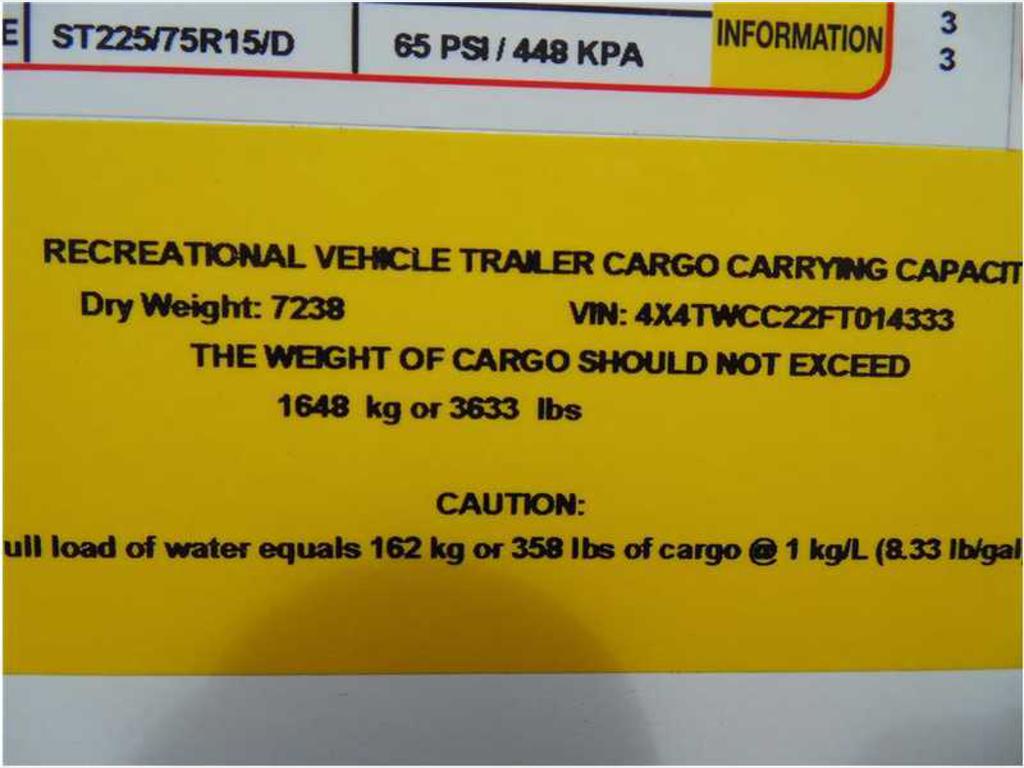 E ST225/75R15/D 65 PSI / 448 KPA INFORMATION 3
3
RECREATIONAL VEHICLE TRAILER CARGO CARRYING CAPACIT
Dry Weight: 7238 VIN: 4X4TWCC22FT014333
THE WEIGHT OF CARGO SHOULD NOT EXCEED
1648 kg or 3633 lbs
CAUTION:
ull load of water equals 162 kg or 358 lbs of cargo @ 1 kg/L (8.33 lb/gal